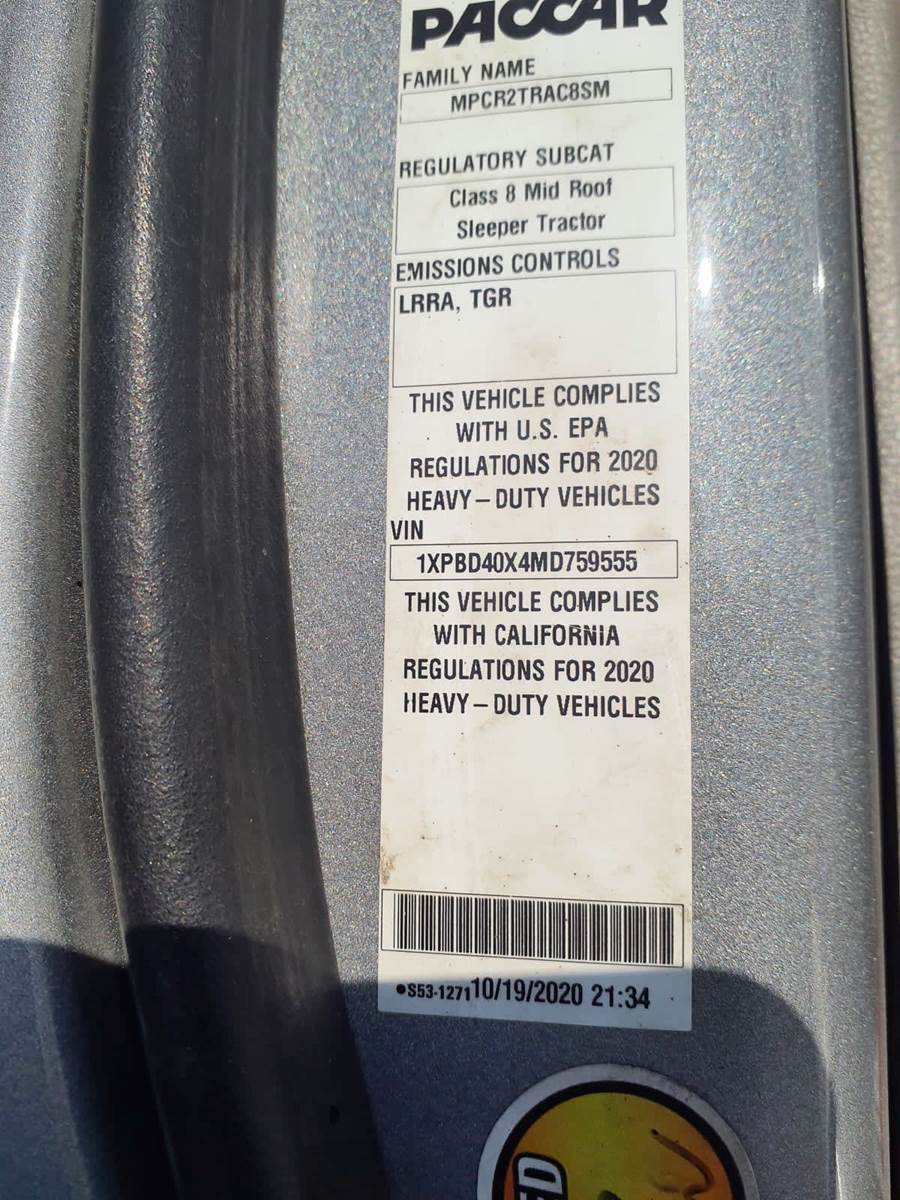 PACCAR
FAMILY NAME
MPCR2TRAC8SM
REGULATORY SUBCAT
Class 8 Mid Roof
Sleeper Tractor
EMISSIONS CONTROLS
LRRA, TGR
THIS VEHICLE COMPLIES
WITH U.S. EPA
REGULATIONS FOR 2020
HEAVY-DUTY VEHICLES
VIN
1XPBD40X4MD759555
THIS VEHICLE COMPLIES
WITH CALIFORNIA
REGULATIONS FOR 2020
HEAVY-DUTY VEHICLES
•S53-1271 10/19/2020 21:34